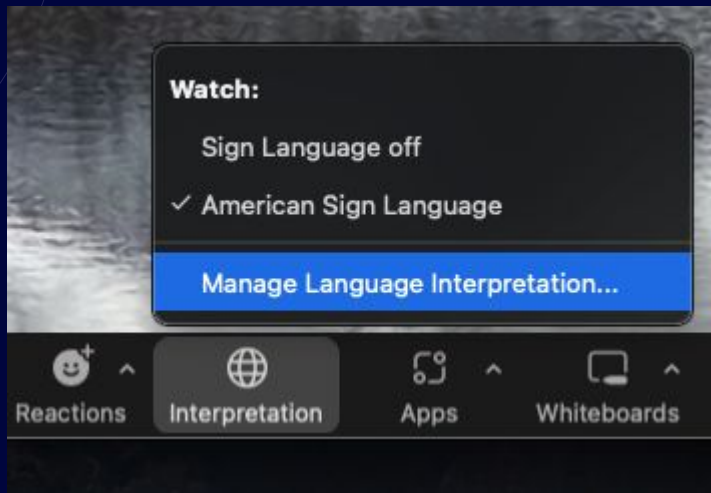 Watch:
Sign Language off
American Sign Language
Manage Language Interpretation...
Reactions
Interpretation
Apps
Whiteboards